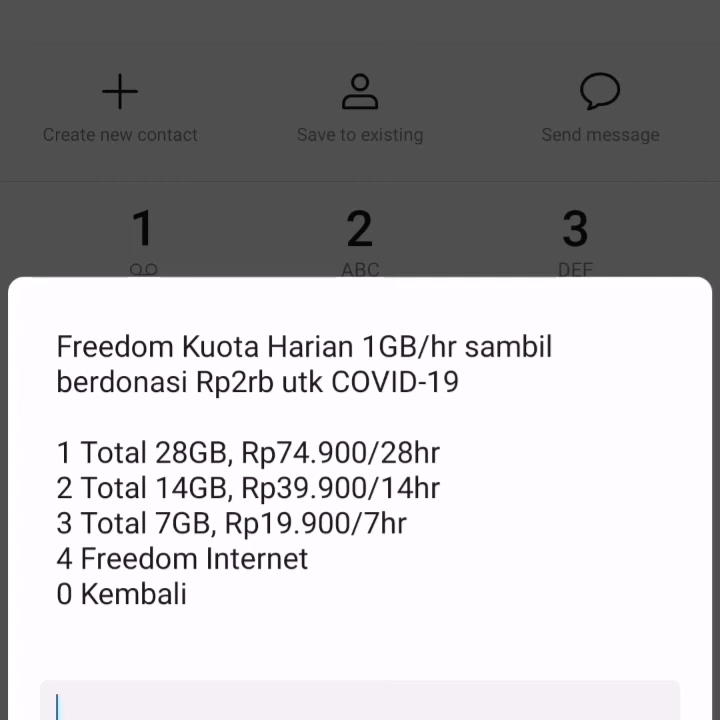 Create new contact
Save to existing
Send message
1
2
3
ABC
DEF
Freedom Kuota Harian 1GB/hr sambil
berdonasi Rp2rb utk COVID-19
1 Total 28GB, Rp74.900/28hr
2 Total 14GB, Rp39.900/14hr
3 Total 7GB, Rp19.900/7hr
4 Freedom Internet
0 Kembali